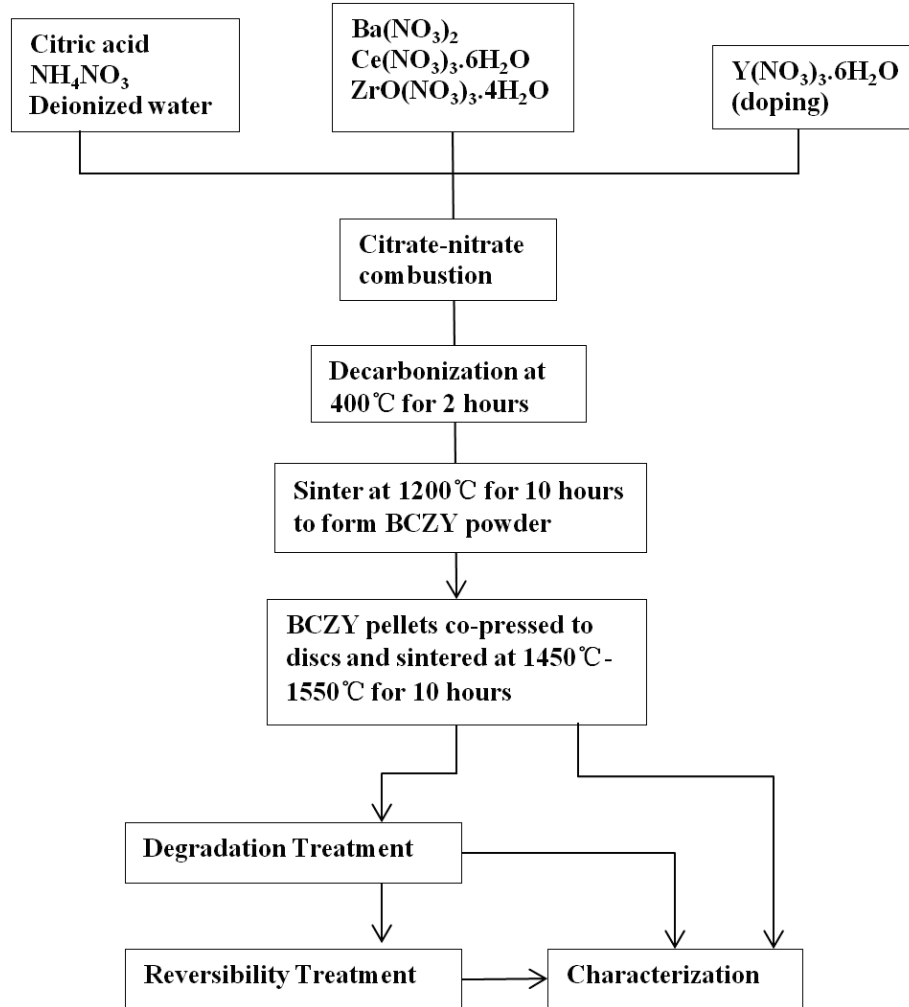 Citric acid
NH₄NO₃
Deionized water
Ba(NO₃)₂
Ce(NO₃)₃.6H₂O
ZrO(NO₃)₃.4H₂O
Y(NO₃)₃.6H₂O
(doping)
Citrate-nitrate
combustion
Decarbonization at
400℃ for 2 hours
Sinter at 1200℃ for 10 hours
to form BCZY powder
BCZY pellets co-pressed to
discs and sintered at 1450℃-
1550℃ for 10 hours
Degradation Treatment
Reversibility Treatment
Characterization